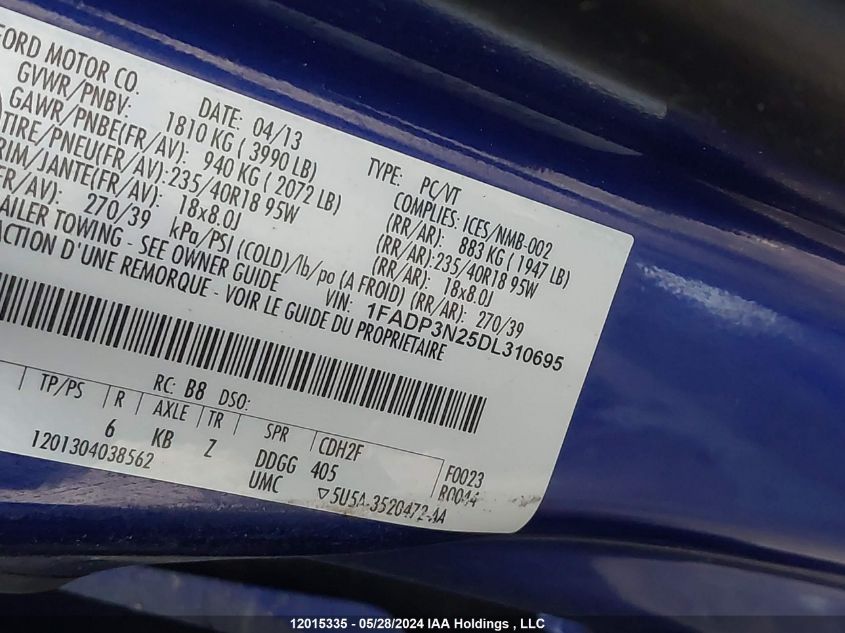 FORD MOTOR CO.
DATE: 04/13
GVWR/PNBV: 1810 KG ( 3990 LB)
TYPE: PC/VT
GAWR/PNBE(FR/AV): 940 KG ( 2072 LB)
COMPLIES: ICES/NMB-002
(RR/AR): 883 KG ( 1947 LB)
TIRE/PNEU(FR/AV): 235/40R18 95W
(RR/AR): 235/40R18 95W
RIM/JANTE(FR/AV): 18x8.0J
(RR/AR): 18x8.0J
FR/AV): 270/39 kPa/PSI (COLD)/lb/po (A FROID) (RR/AR): 270/39
TOWING - SEE OWNER GUIDE
VIN: 1FADP3N25DL310695
D'UNE REMORQUE - VOIR LE GUIDE DU PROPRIETAIRE
RC: B8 DSO:
TP/PS R AXLE TR SPR CDH2F
6 KB Z DDGG 405 F0023
1201304038562 UMC ▽5U5A-3520472-AA
12015335 - 05/28/2024 IAA Holdings , LLC